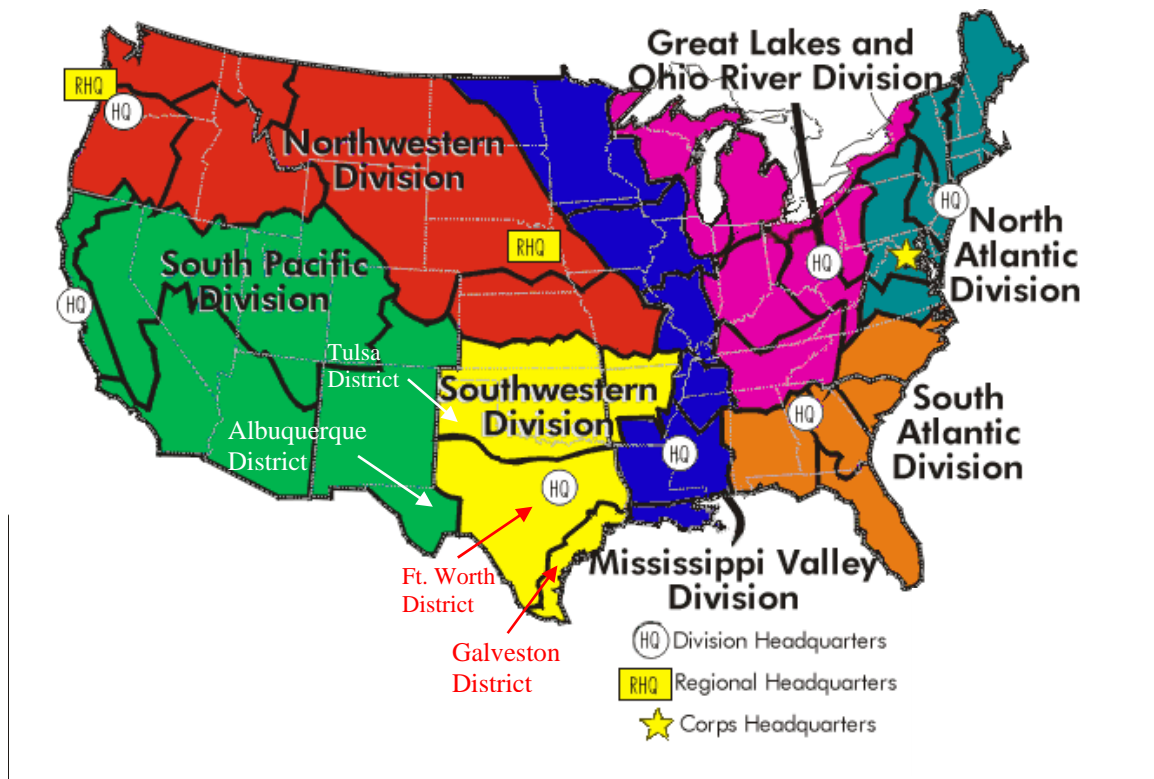 Great Lakes and
Ohio River Division
RHQ
HQ
Northwestern
Division
HQ
North
Atlantic
Division
RHQ
South Pacific
Division
HQ
HQ
Tulsa
District
Southwestern
Division
South
Atlantic
Division
HQ
Albuquerque
District
HQ
HQ
Ft. Worth
District
Mississippi Valley
Division
Galveston
District
HQ Division Headquarters
RHQ Regional Headquarters
Corps Headquarters